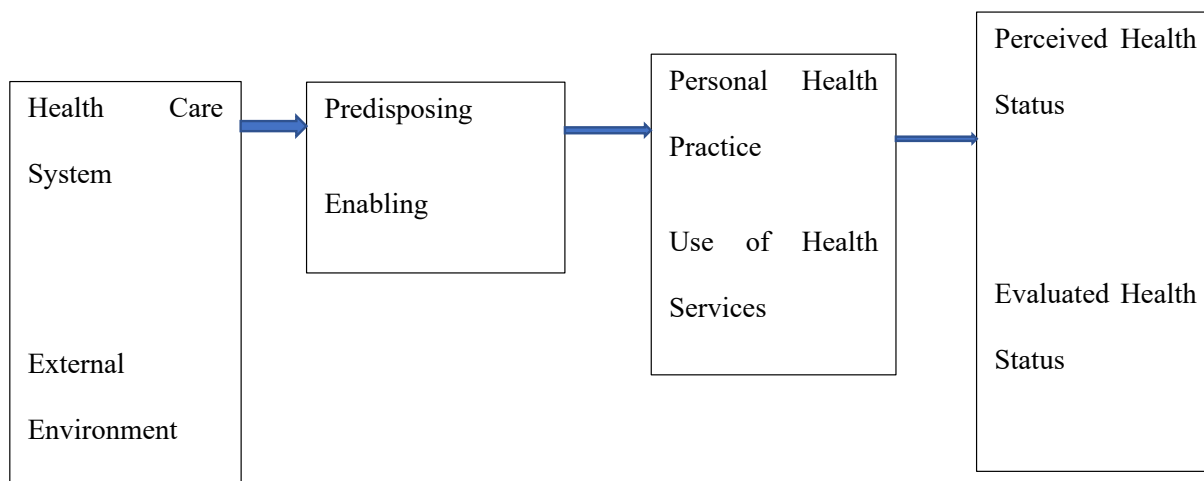 Health Care
System
External
Environment
Predisposing
Enabling
Personal Health
Practice
Use of Health
Services
Perceived Health
Status
Evaluated Health
Status